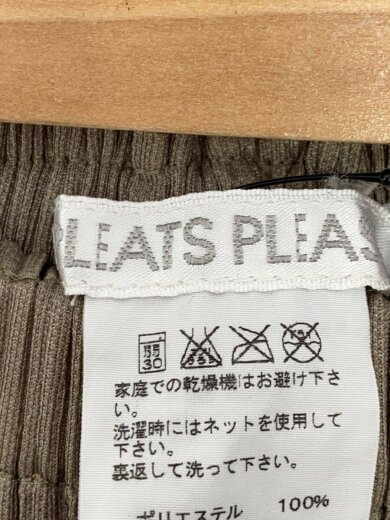 LEATS PLEAS
30
家庭での乾燥機はお避け下さ
い。
洗濯時にはネットを使用して
下さい。
裏返して洗って下さい。
ポリエステル 100%